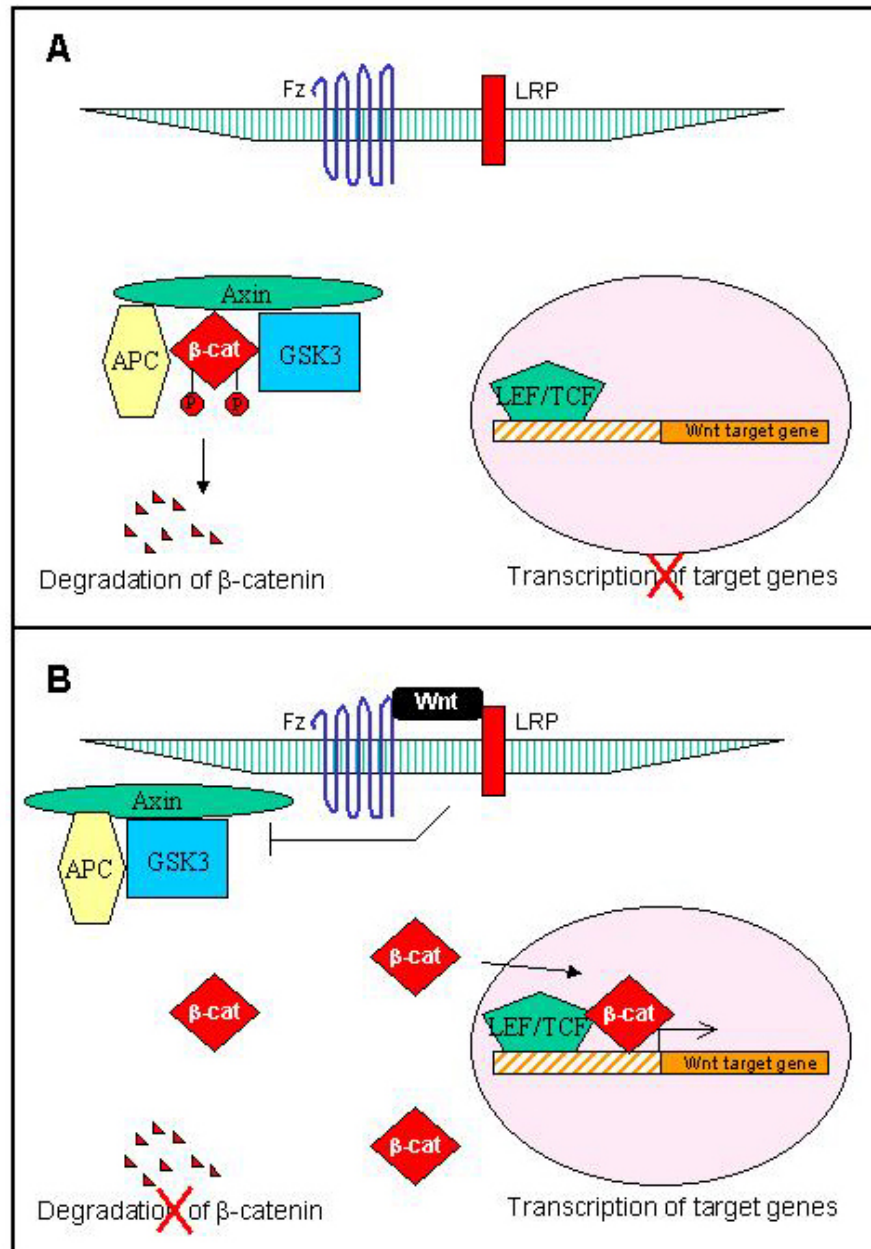 A
Fz
LRP
Axin
APC
β-cat
GSK3
P
P
LEF/TCF
Wnt target gene
Degradation of β-catenin
Transcription of target genes
B
Wnt
Fz
LRP
Axin
APC
GSK3
β-cat
β-cat
LEF/TCF
β-cat
Wnt target gene
β-cat
Degradation of β-catenin
Transcription of target genes